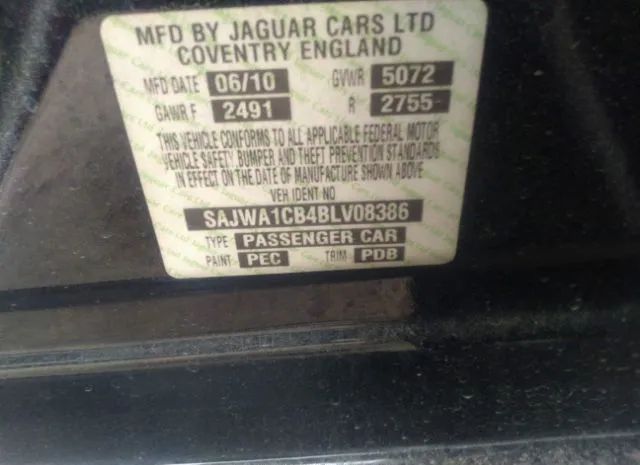 MFD BY JAGUAR CARS LTD
COVENTRY ENGLAND
MFD DATE 06/10 GVWR 5072
GAWR F 2491 R 2755
THIS VEHICLE CONFORMS TO ALL APPLICABLE FEDERAL MOTOR
VEHICLE SAFETY BUMPER AND THEFT PREVENTION STANDARDS
IN EFFECT ON THE DATE OF MANUFACTURE SHOWN ABOVE
VEH IDENT NO
SAJWA1CB4BLV08386
TYPE PASSENGER CAR
PAINT PEC TRIM PDB